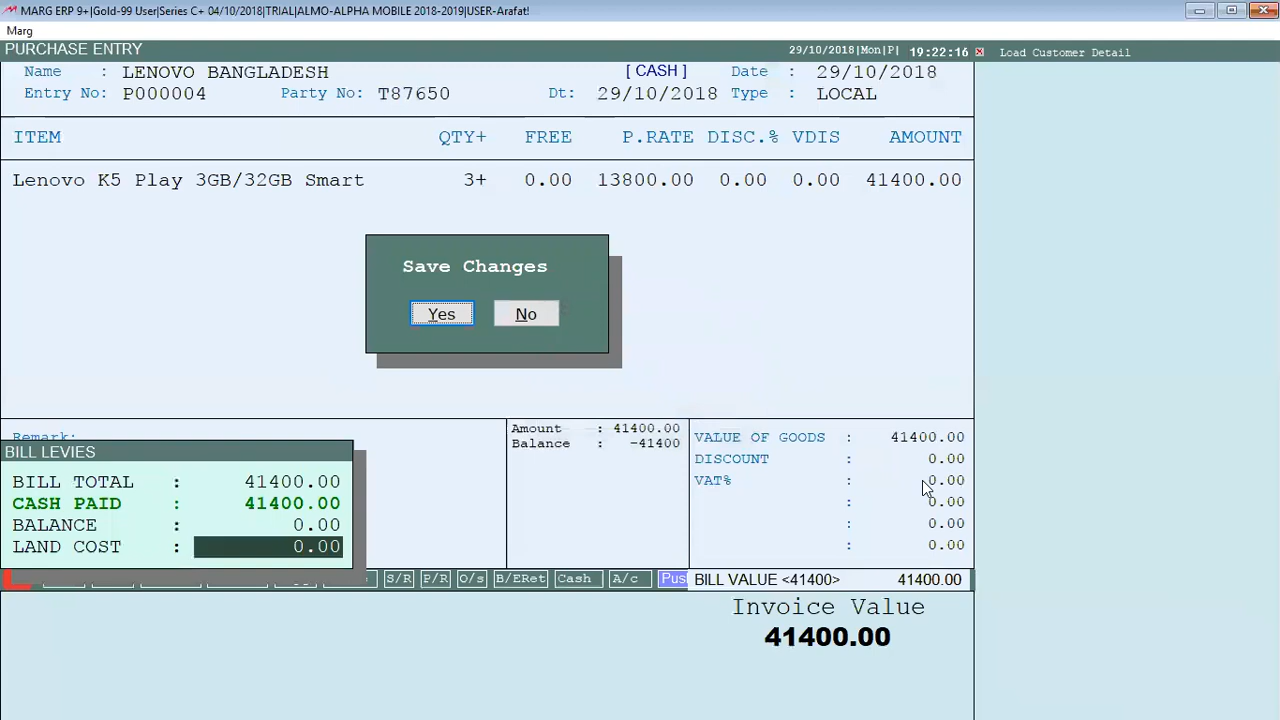 MARG ERP 9+|Gold-99 User|Series C+ 04/10/2018|TRIAL|ALMO-ALPHA MOBILE 2018-2019|USER-Arafat!
Marg
PURCHASE ENTRY 29/10/2018|Mon|P| 19:22:16 Load Customer Detail
Name : LENOVO BANGLADESH [ CASH ] Date : 29/10/2018
Entry No: P000004 Party No: T87650 Dt: 29/10/2018 Type : LOCAL
ITEM QTY+ FREE P.RATE DISC.% VDIS AMOUNT
Lenovo K5 Play 3GB/32GB Smart 3+ 0.00 13800.00 0.00 0.00 41400.00
Save Changes
Yes No
Remark:
BILL LEVIES
BILL TOTAL : 41400.00
CASH PAID : 41400.00
BALANCE : 0.00
LAND COST : 0.00
Amount : 41400.00
Balance : -41400
VALUE OF GOODS : 41400.00
DISCOUNT : 0.00
VAT% : 0.00
: 0.00
: 0.00
: 0.00
S/R P/R O/s B/ERet Cash A/c BILL VALUE <41400> 41400.00
Invoice Value
41400.00